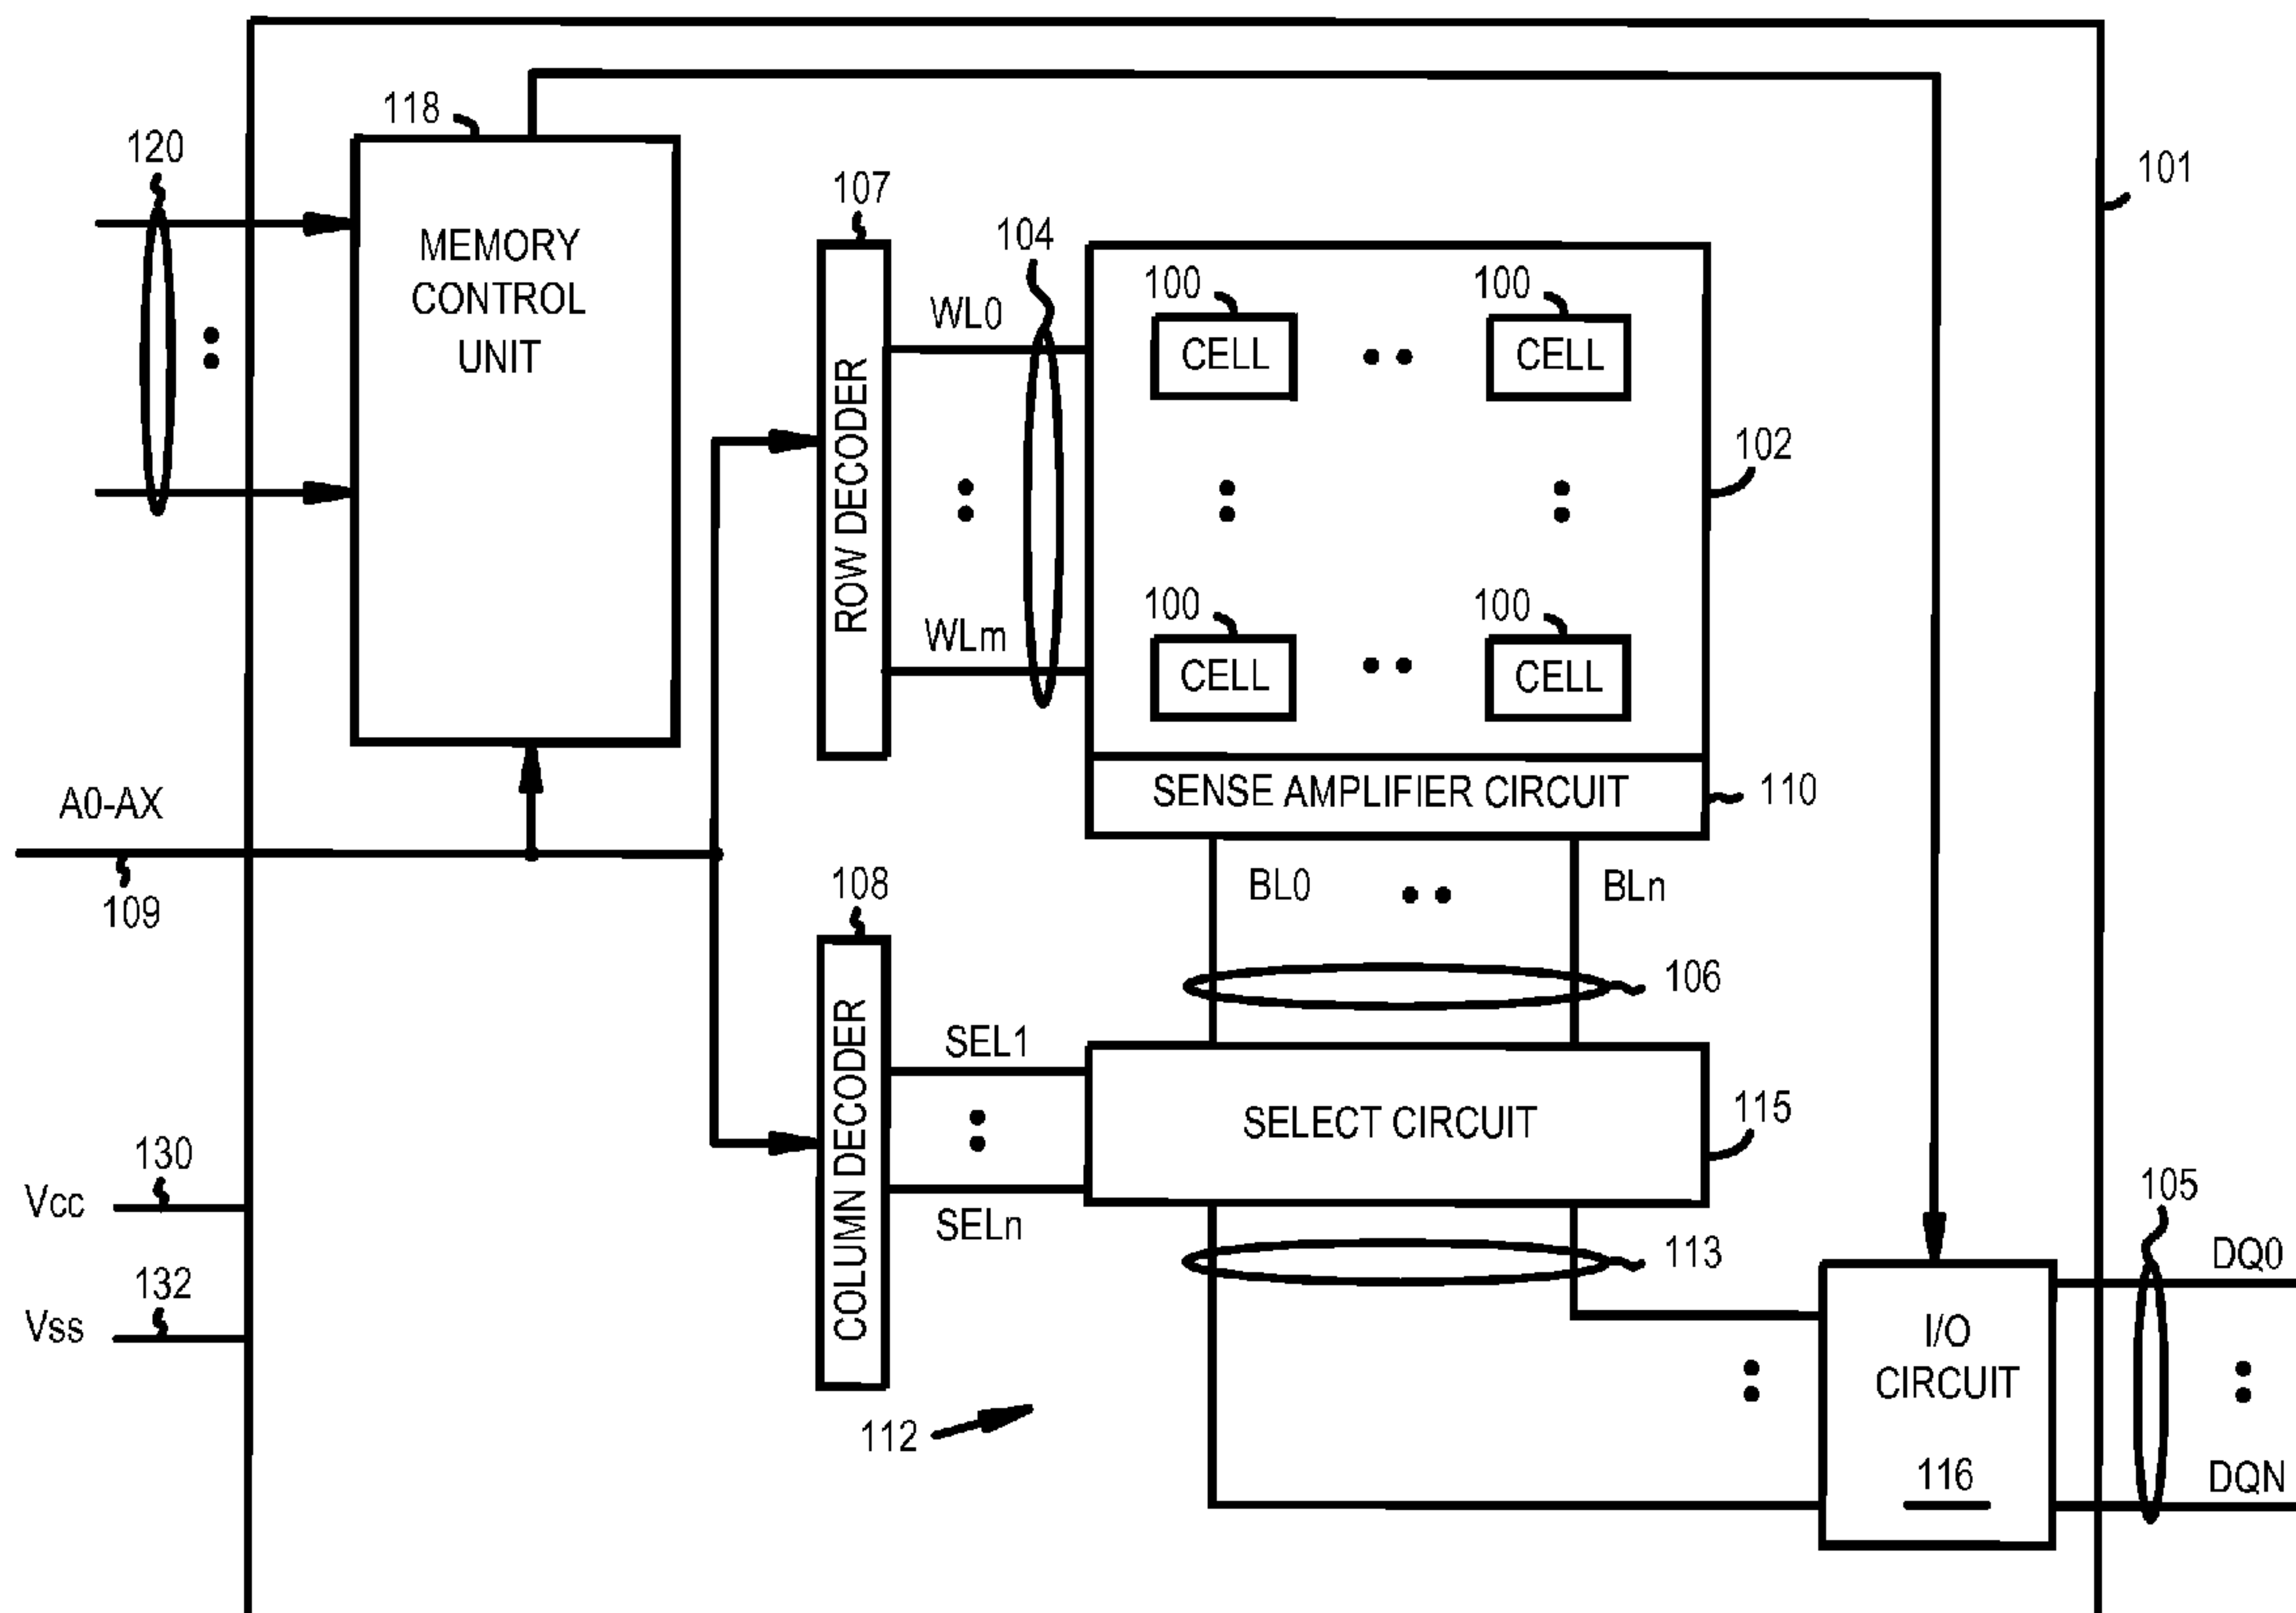 118
120
101
107
MEMORY
CONTROL
UNIT
104
100
100
WL0
CELL
CELL
102
ROW DECODER
100
100
WLm
CELL
CELL
A0-AX
SENSE AMPLIFIER CIRCUIT
110
109
108
BL0
BLn
106
COLUMN DECODER
SEL1
SELECT CIRCUIT
115
130
Vcc
SELn
105
113
DQ0
132
Vss
I/O
CIRCUIT
112
116
DQN